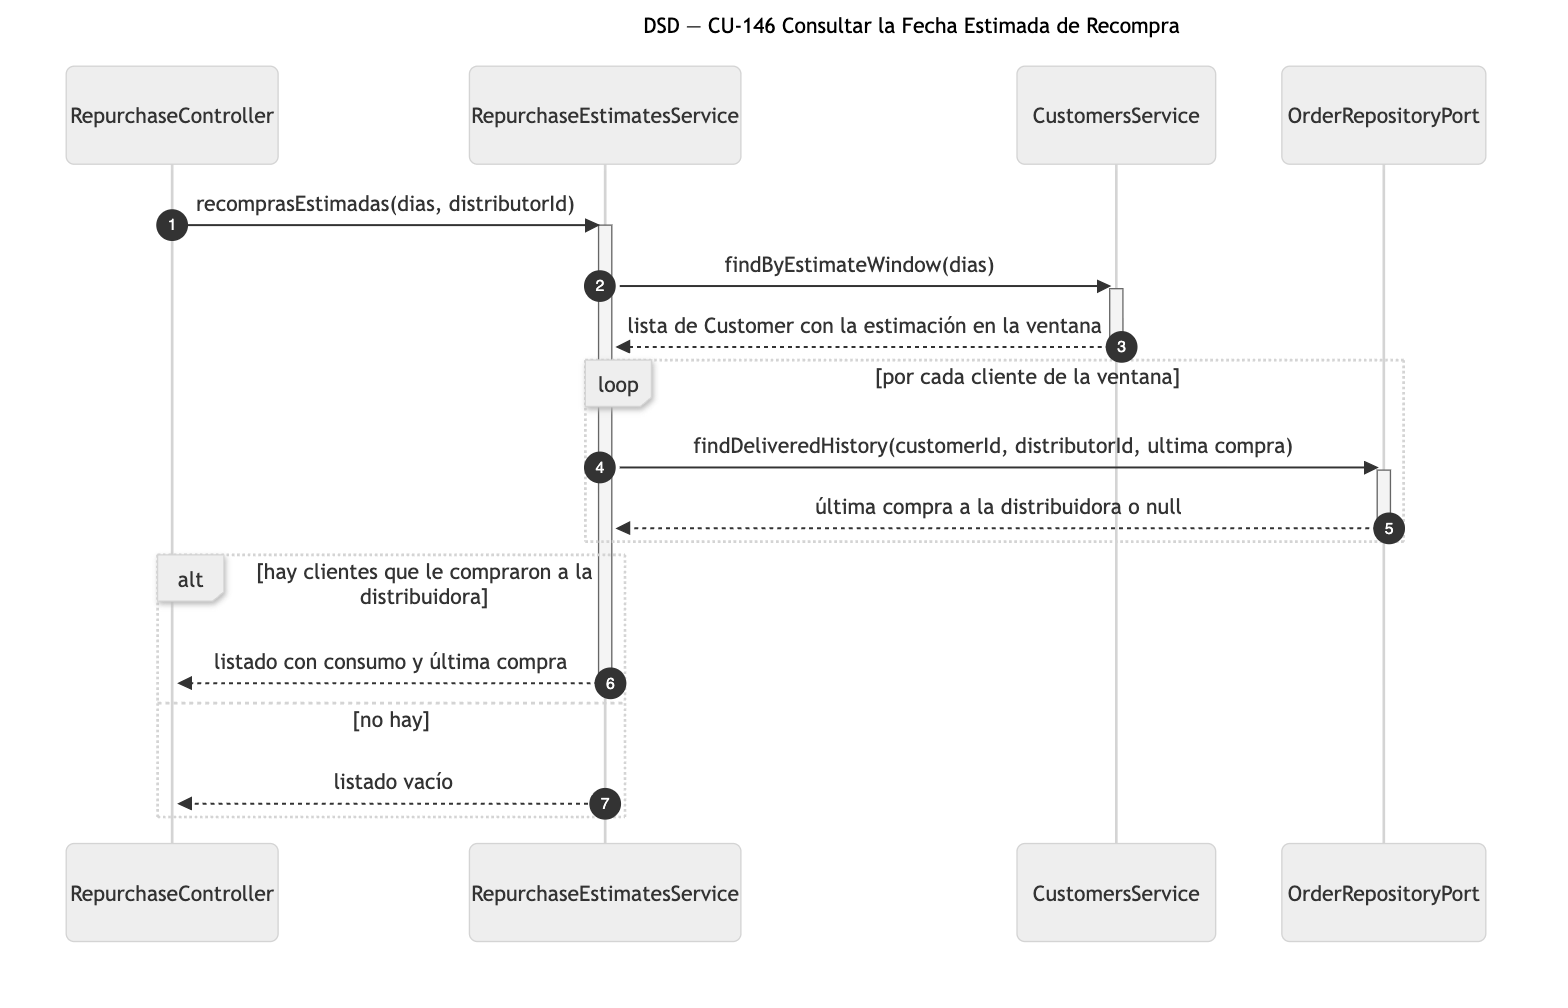 DSD — CU-146 Consultar la Fecha Estimada de Recompra
RepurchaseController
RepurchaseEstimatesService
CustomersService
OrderRepositoryPort
recomprasEstimadas(dias, distributorId)
1
findByEstimateWindow(dias)
2
lista de Customer con la estimación en la ventana
3
loop
[por cada cliente de la ventana]
findDeliveredHistory(customerId, distributorId, ultima compra)
4
última compra a la distribuidora o null
5
alt
[hay clientes que le compraron a la
distribuidora]
listado con consumo y última compra
6
[no hay]
listado vacío
7
RepurchaseController
RepurchaseEstimatesService
CustomersService
OrderRepositoryPort